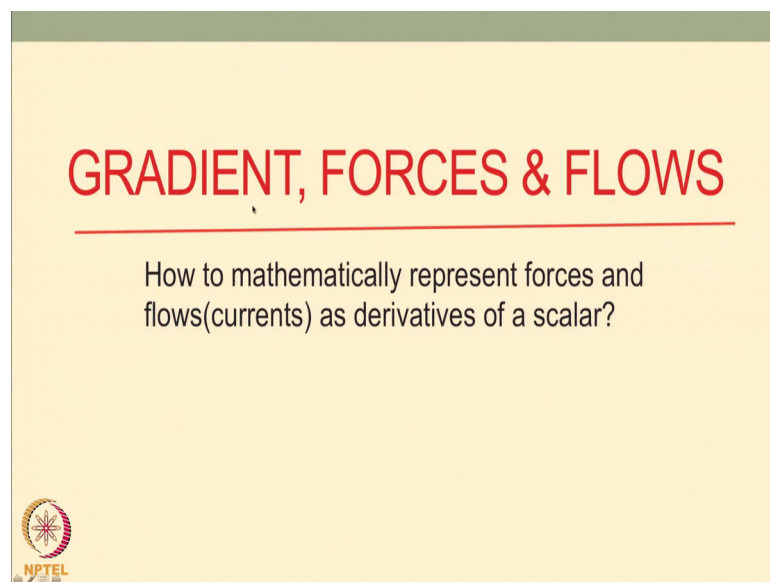 GRADIENT, FORCES & FLOWS
How to mathematically represent forces and
flows(currents) as derivatives of a scalar?
NPTEL